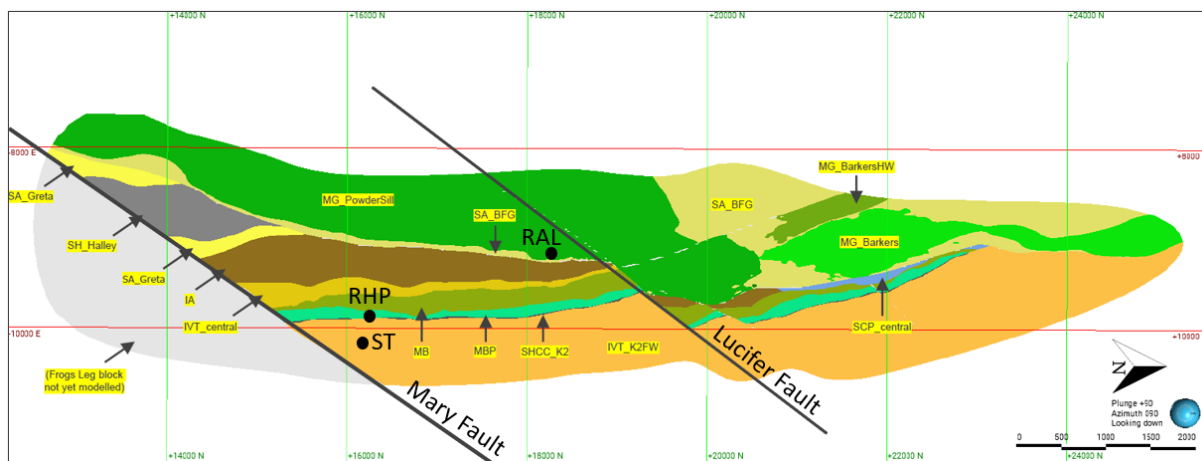 +14000 N
+16000 N
+18000 N
+20000 N
+22000 N
+24000 N
+8000 E
+8000
SA_Greta
SH_Halley
SA_Greta
IA
IVT_central
(Frogs Leg block
not yet modelled)
MG_PowderSill
SA_BFG
RAL
SA_BFG
MG_BarkersHW
MG_Barkers
RHP
ST
MB
MBP
SHCC_K2
IVT_K2FW
SCP_central
-10000 E
+10000
Mary Fault
Lucifer Fault
N
Plunge +90
Azimuth 090
Looking down
0 500 1000 1500 2000
+14000 N
+16000 N
+18000 N
+20000 N
+22000 N
+24000 N